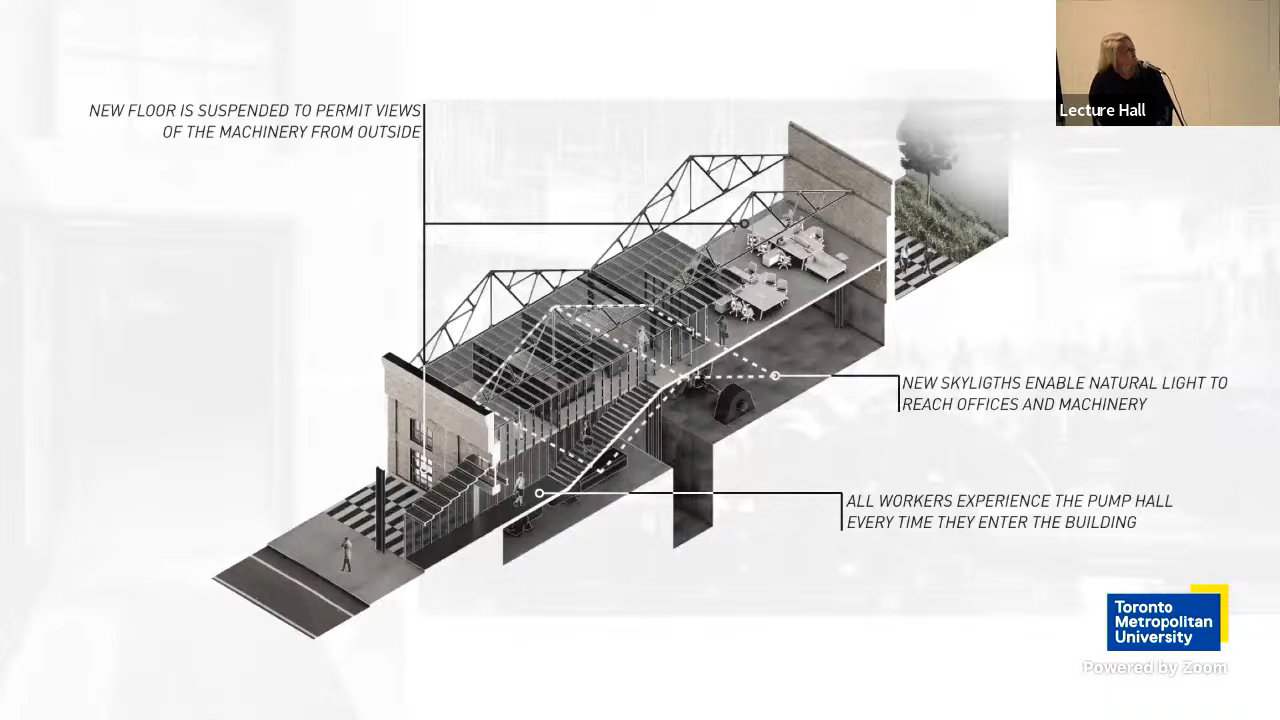 Lecture Hall
NEW FLOOR IS SUSPENDED TO PERMIT VIEWS
OF THE MACHINERY FROM OUTSIDE
NEW SKYLIGTHS ENABLE NATURAL LIGHT TO
REACH OFFICES AND MACHINERY
ALL WORKERS EXPERIENCE THE PUMP HALL
EVERY TIME THEY ENTER THE BUILDING
Toronto
Metropolitan
University
Powered by Zoom